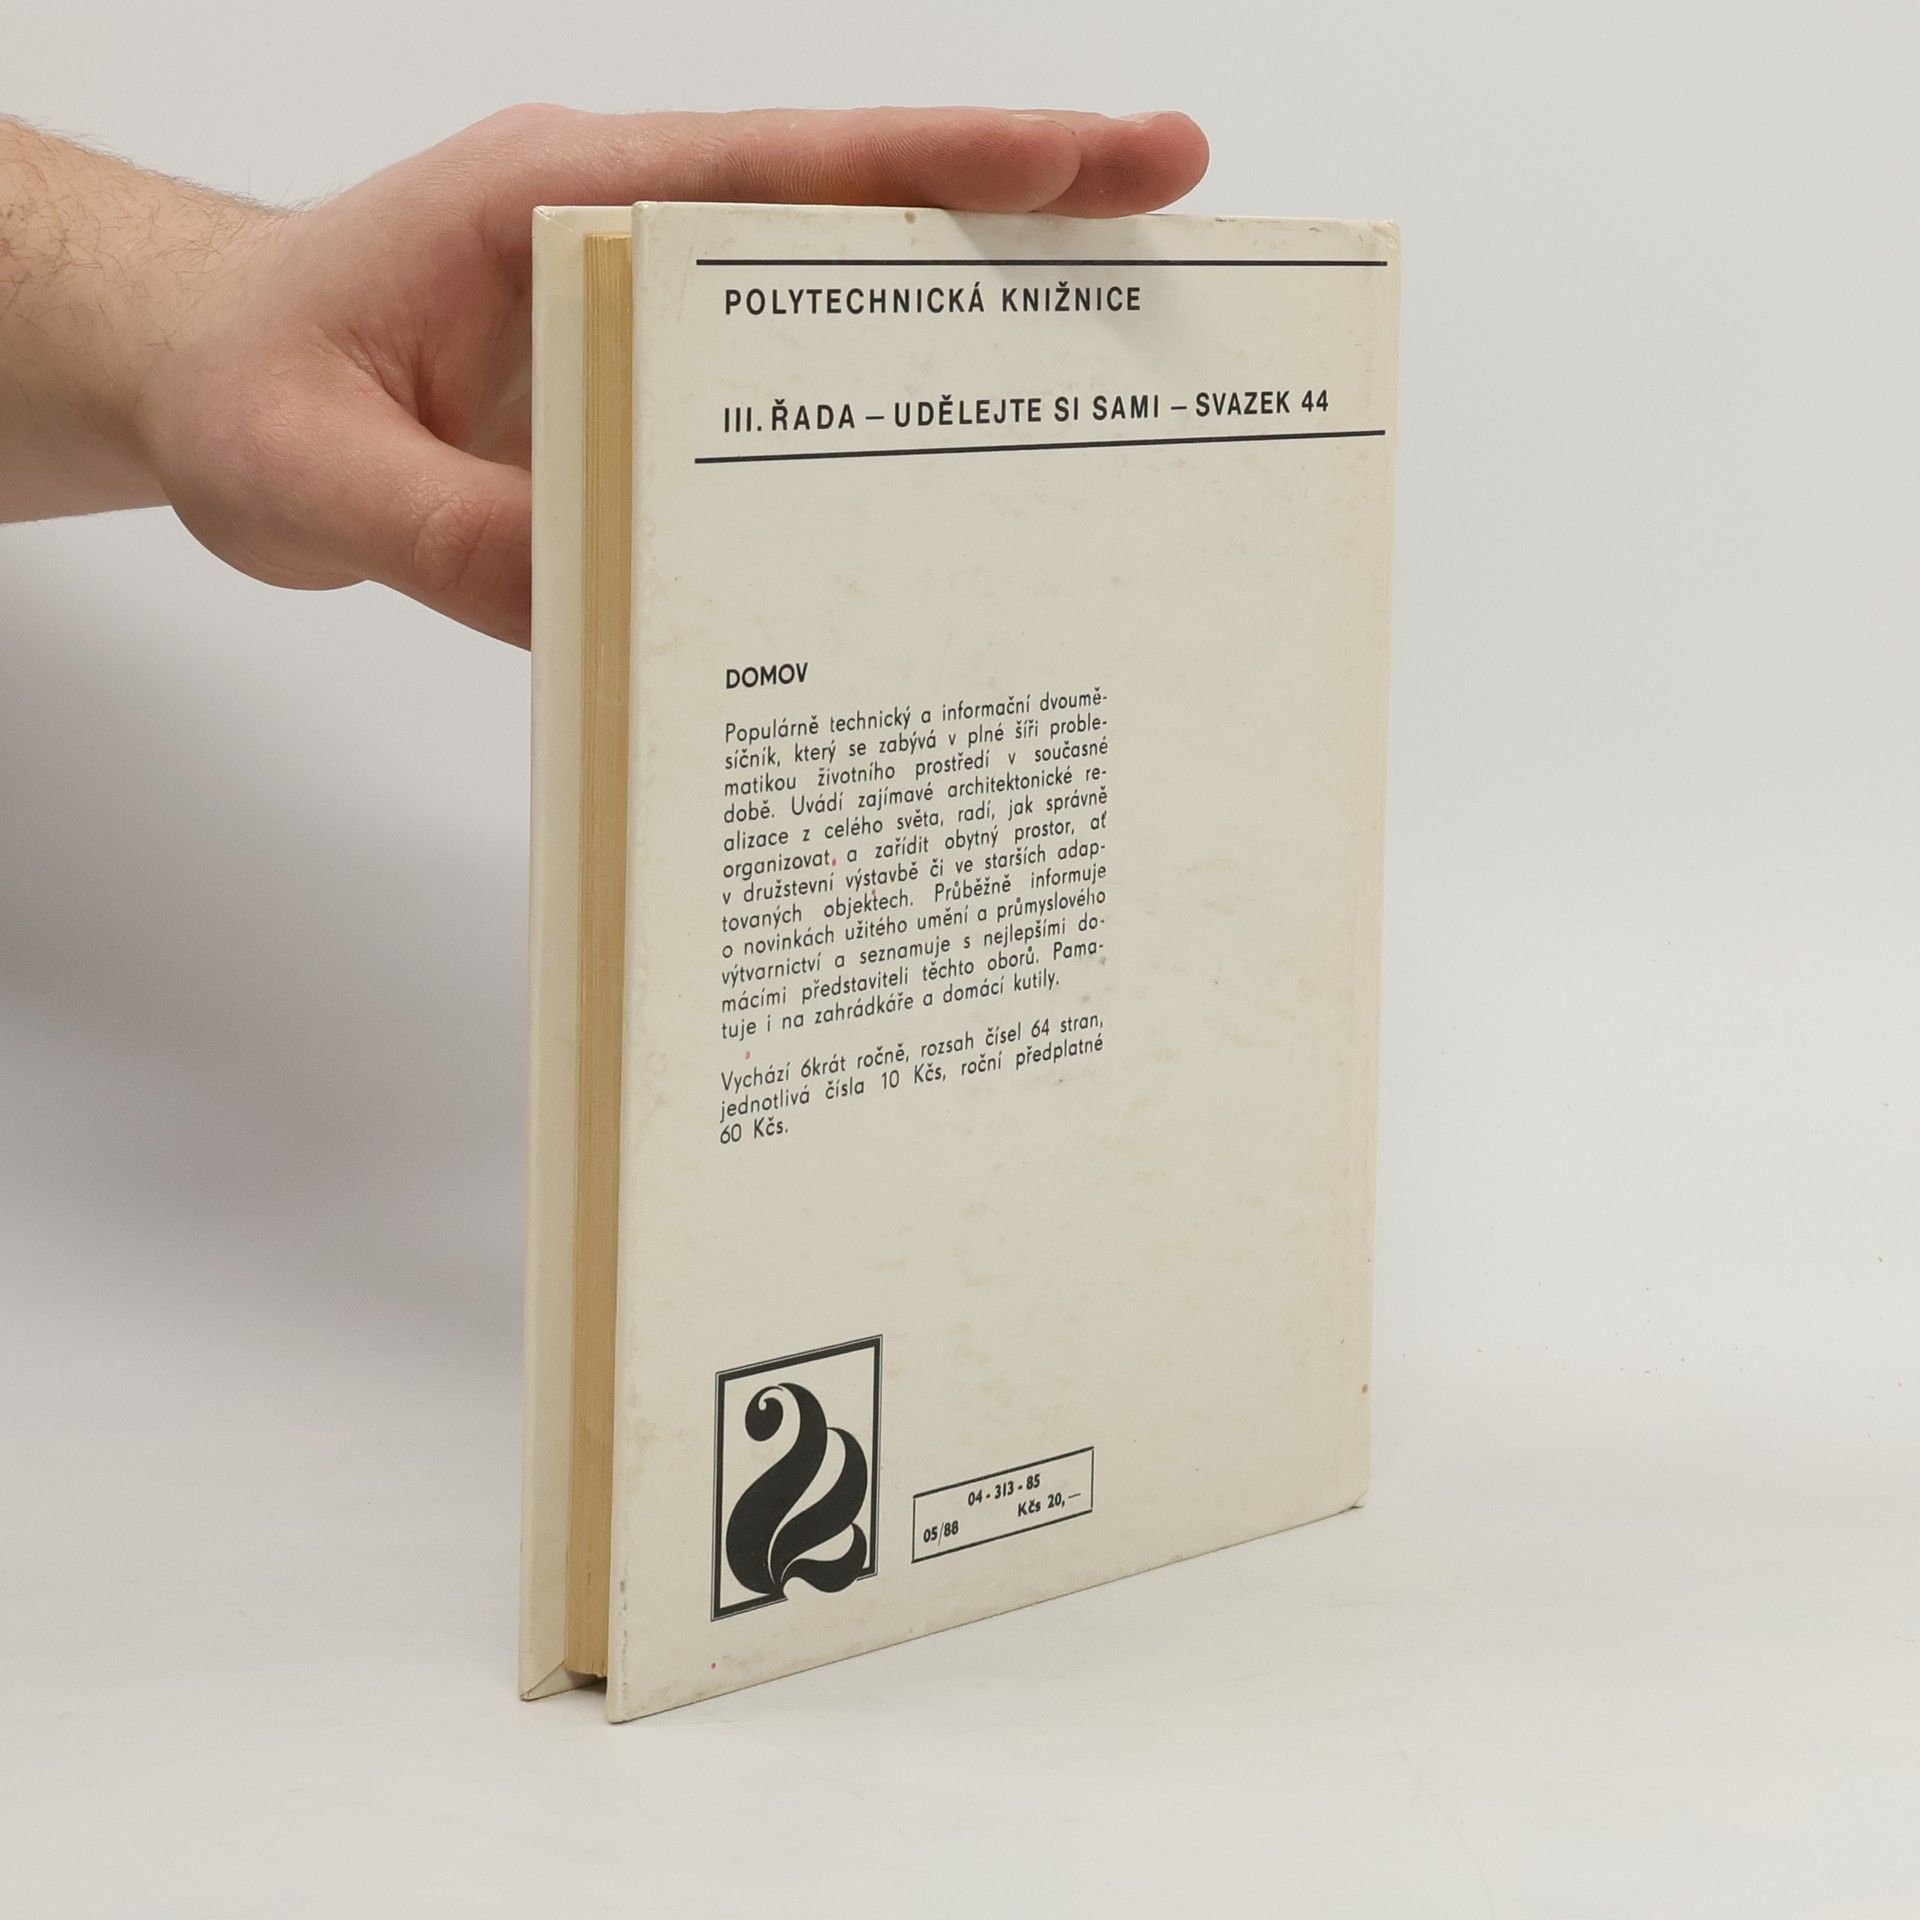 POLYTECHNICKÁ KNIŽNICE
III. ŘADA – UDĚLEJTE SI SAMI – SVAZEK 44
DOMOV
Populárně technický a informační dvoumě-
síčník, který se zabývá v plné šíři proble-
matikou životního prostředí v současné
době. Uvádí zajímavé architektonické re-
alizace z celého světa, radí, jak správně
organizovat a zařídit obytný prostor, ať
v družstevní výstavbě či ve starších adap-
tovaných objektech. Průběžně informuje
o novinkách užitého umění a průmyslového
výtvarnictví a seznamuje s nejlepšími do-
mácími představiteli těchto oborů. Pama-
tuje i na zahrádkáře a domácí kutily.
Vychází 6krát ročně, rozsah čísel 64 stran,
jednotlivá čísla 10 Kčs, roční předplatné
60 Kčs.
04 - 313 - 85
05/88 Kčs 20,—